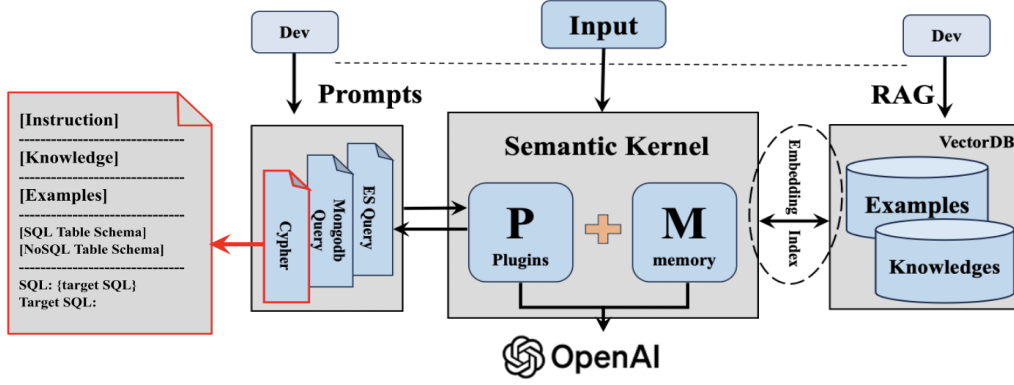 Dev
Input
Dev
Prompts
RAG
[Instruction]
--------------------------------
[Knowledge]
--------------------------------
[Examples]
--------------------------------
[SQL Table Schema]
[NoSQL Table Schema]
--------------------------------
SQL: {target SQL}
Target SQL:
Cypher
Mongodb
Query
ES Query
Semantic Kernel
P
Plugins
M
memory
Embedding
Index
VectorDB
Examples
Knowledges
OpenAI